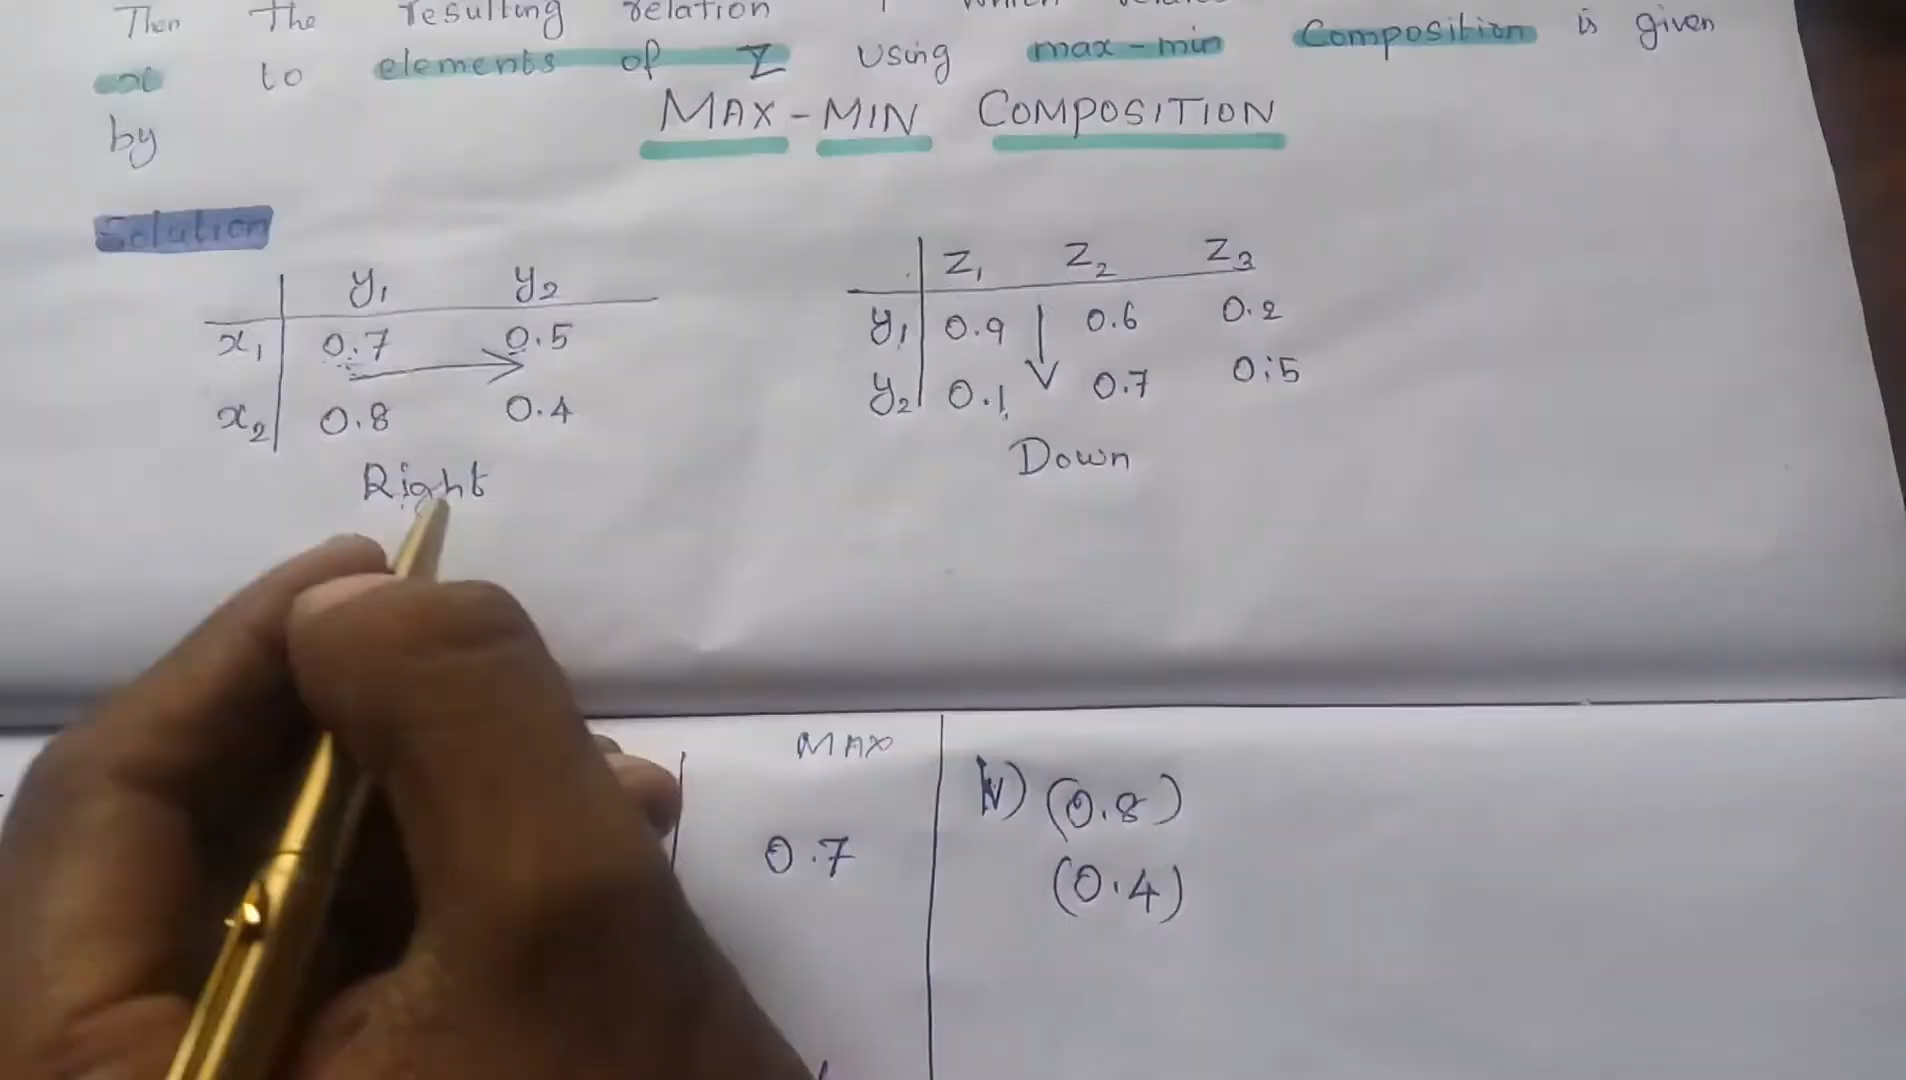 Then the resulting relation
x to elements of Z using max-min Composition is given
by MAX-MIN COMPOSITION
Solution
y1 y2
x1 0.7 0.5
x2 0.8 0.4
Right
Z1 Z2 Z3
y1 0.9 0.6 0.2
y2 0.1 0.7 0.5
Down
MAX
0.7
IV) (0.8)
(0.4)